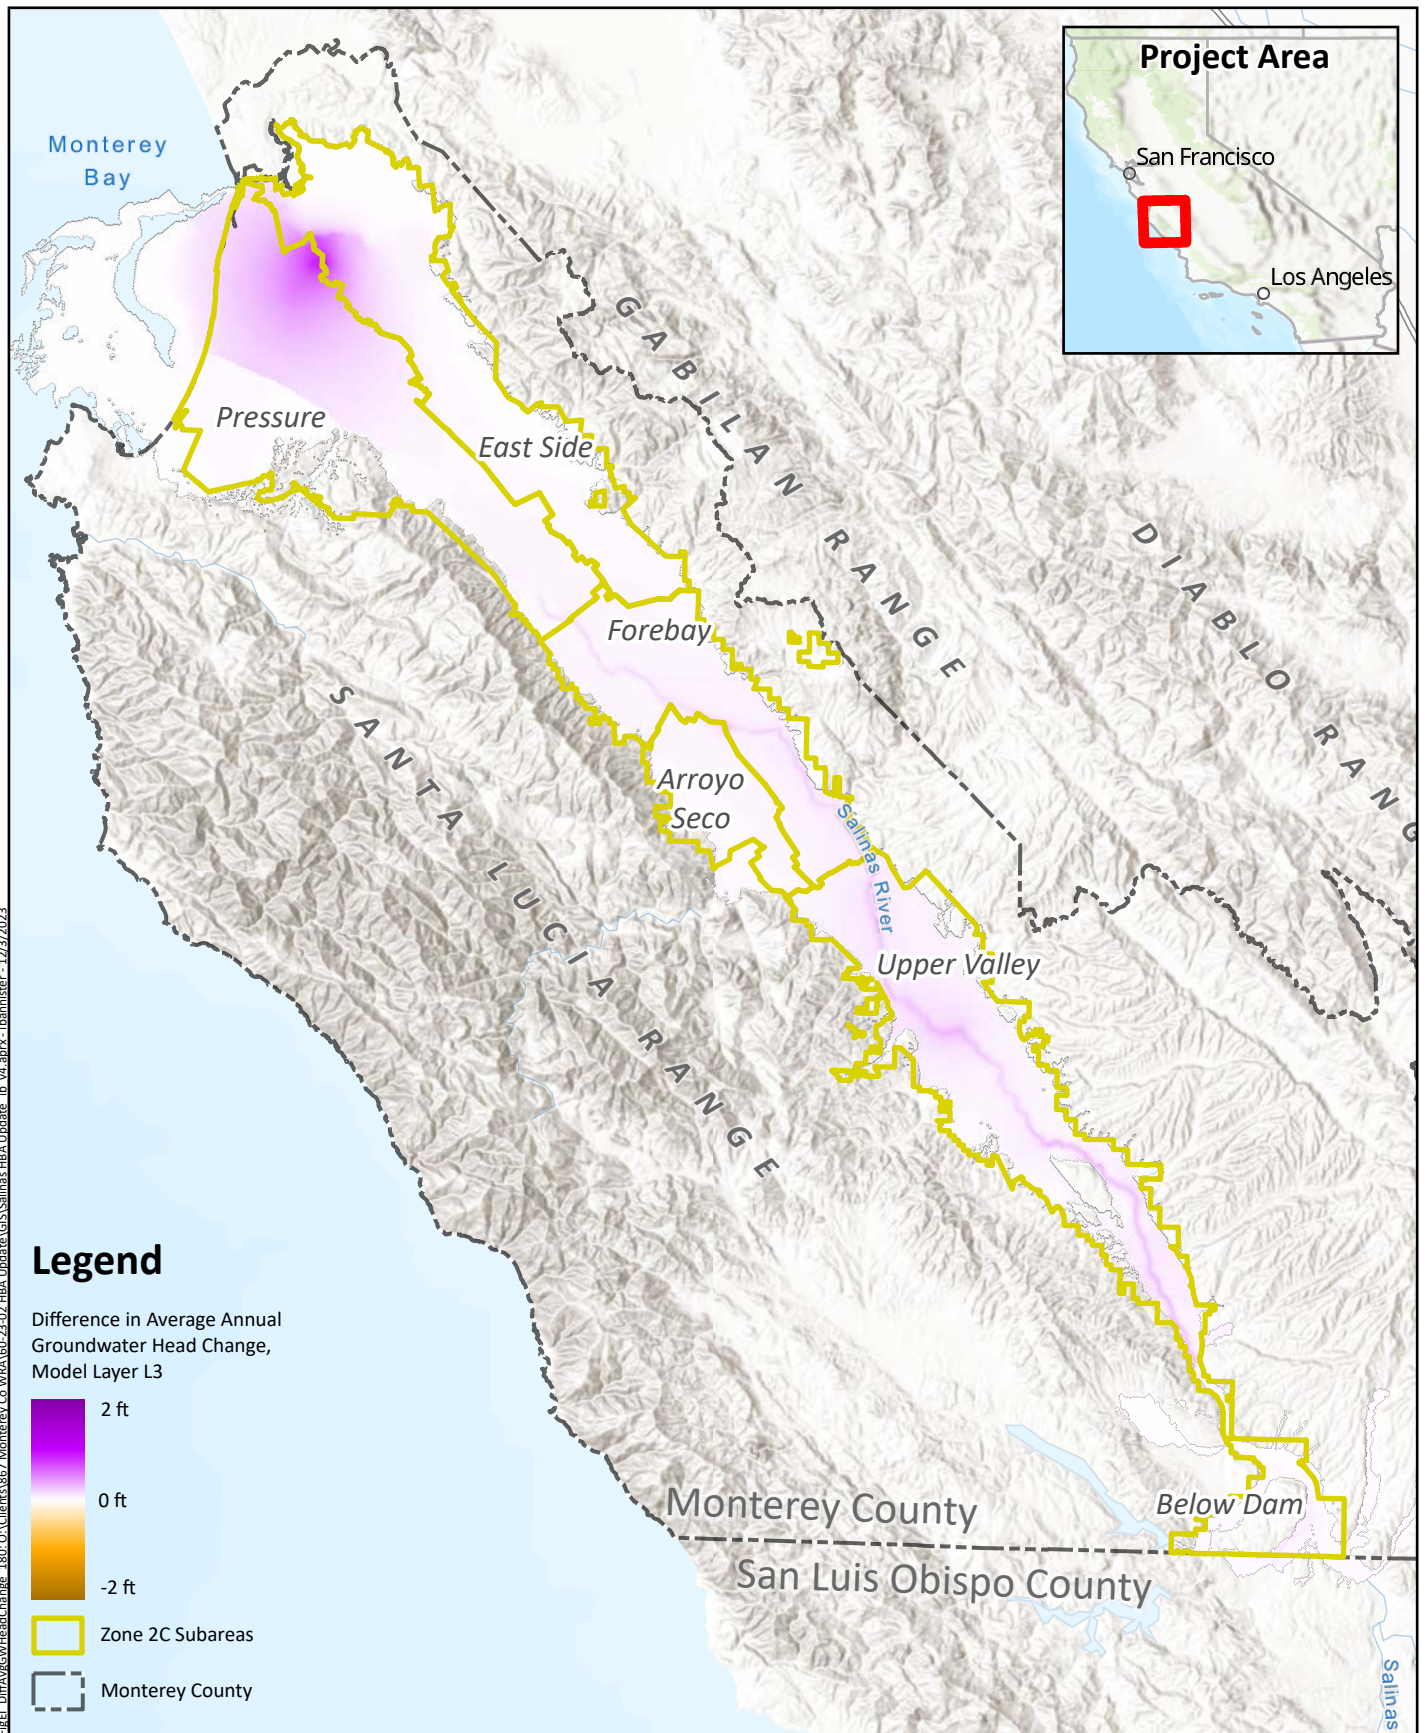 Project Area
San Francisco
Los Angeles
Monterey
Bay
GABILAN RANGE
DIABLO RANG
Pressure
East Side
Forebay
Arroyo
Seco
Salinas River
Upper Valley
SANTA LUCIA RANGE
Below Dam
Monterey County
San Luis Obispo County
Salinas
Legend
Difference in Average Annual
Groundwater Head Change,
Model Layer L3
2 ft
0 ft
-2 ft
Zone 2C Subareas
Monterey County